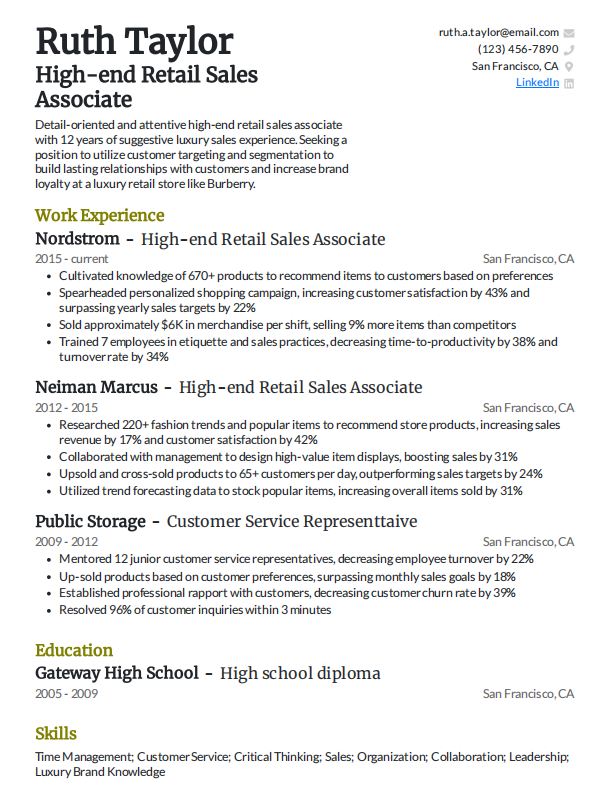 Ruth Taylor
High-end Retail Sales
Associate
ruth.a.taylor@email.com
(123) 456-7890
San Francisco, CA
LinkedIn
Detail-oriented and attentive high-end retail sales associate
with 12 years of suggestive luxury sales experience. Seeking a
position to utilize customer targeting and segmentation to
build lasting relationships with customers and increase brand
loyalty at a luxury retail store like Burberry.
Work Experience
Nordstrom - High-end Retail Sales Associate
2015 - current San Francisco, CA
• Cultivated knowledge of 670+ products to recommend items to customers based on preferences
• Spearheaded personalized shopping campaign, increasing customer satisfaction by 43% and
surpassing yearly sales targets by 22%
• Sold approximately $6K in merchandise per shift, selling 9% more items than competitors
• Trained 7 employees in etiquette and sales practices, decreasing time-to-productivity by 38% and
turnover rate by 34%
Neiman Marcus - High-end Retail Sales Associate
2012 - 2015 San Francisco, CA
• Researched 220+ fashion trends and popular items to recommend store products, increasing sales
revenue by 17% and customer satisfaction by 42%
• Collaborated with management to design high-value item displays, boosting sales by 31%
• Upsold and cross-sold products to 65+ customers per day, outperforming sales targets by 24%
• Utilized trend forecasting data to stock popular items, increasing overall items sold by 31%
Public Storage - Customer Service Representtaive
2009 - 2012 San Francisco, CA
• Mentored 12 junior customer service representatives, decreasing employee turnover by 22%
• Up-sold products based on customer preferences, surpassing monthly sales goals by 18%
• Established professional rapport with customers, decreasing customer churn rate by 39%
• Resolved 96% of customer inquiries within 3 minutes
Education
Gateway High School - High school diploma
2005 - 2009 San Francisco, CA
Skills
Time Management; Customer Service; Critical Thinking; Sales; Organization; Collaboration; Leadership;
Luxury Brand Knowledge